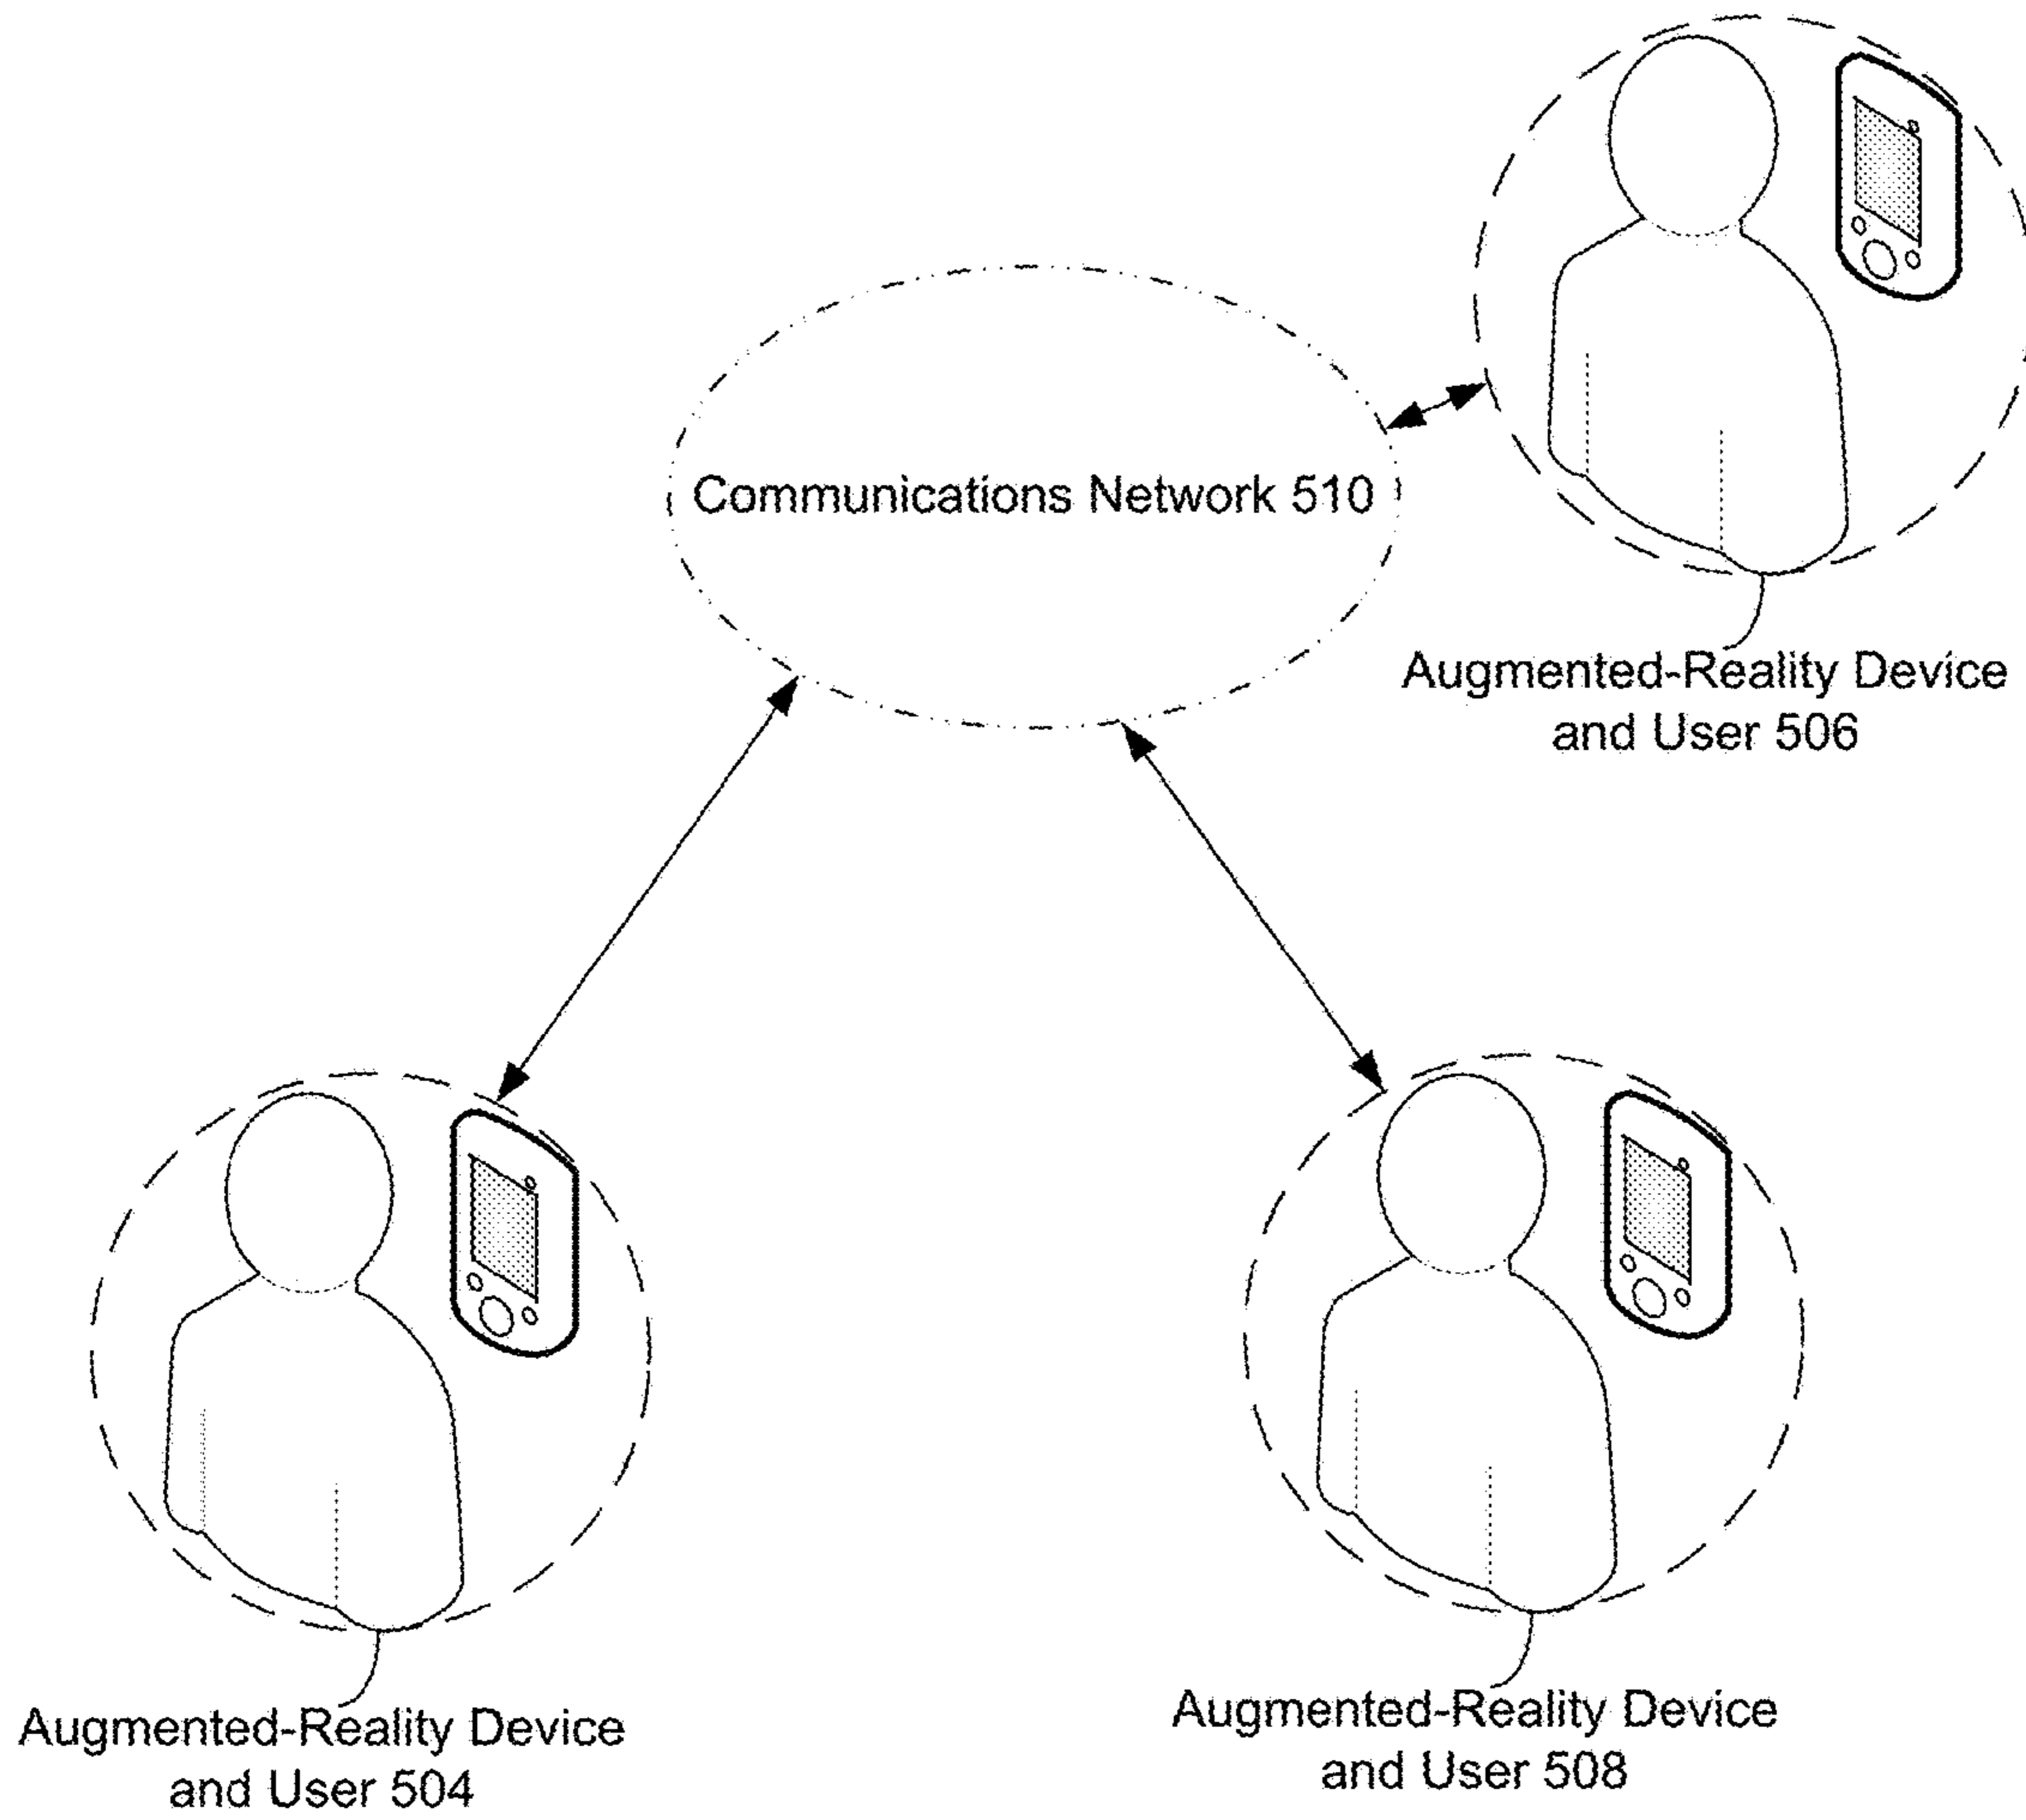 Communications Network 510
Augmented-Reality Device
and User 506
Augmented-Reality Device
and User 504
Augmented-Reality Device
and User 508